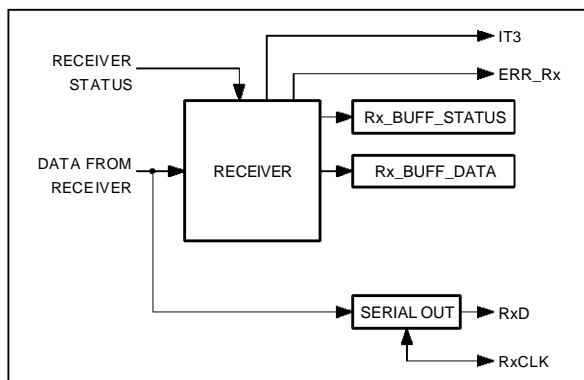 IT3
RECEIVER
STATUS
ERR_Rx
Rx_BUFF_STATUS
DATA FROM
RECEIVER
RECEIVER
Rx_BUFF_DATA
SERIAL OUT
RxD
RxCLK